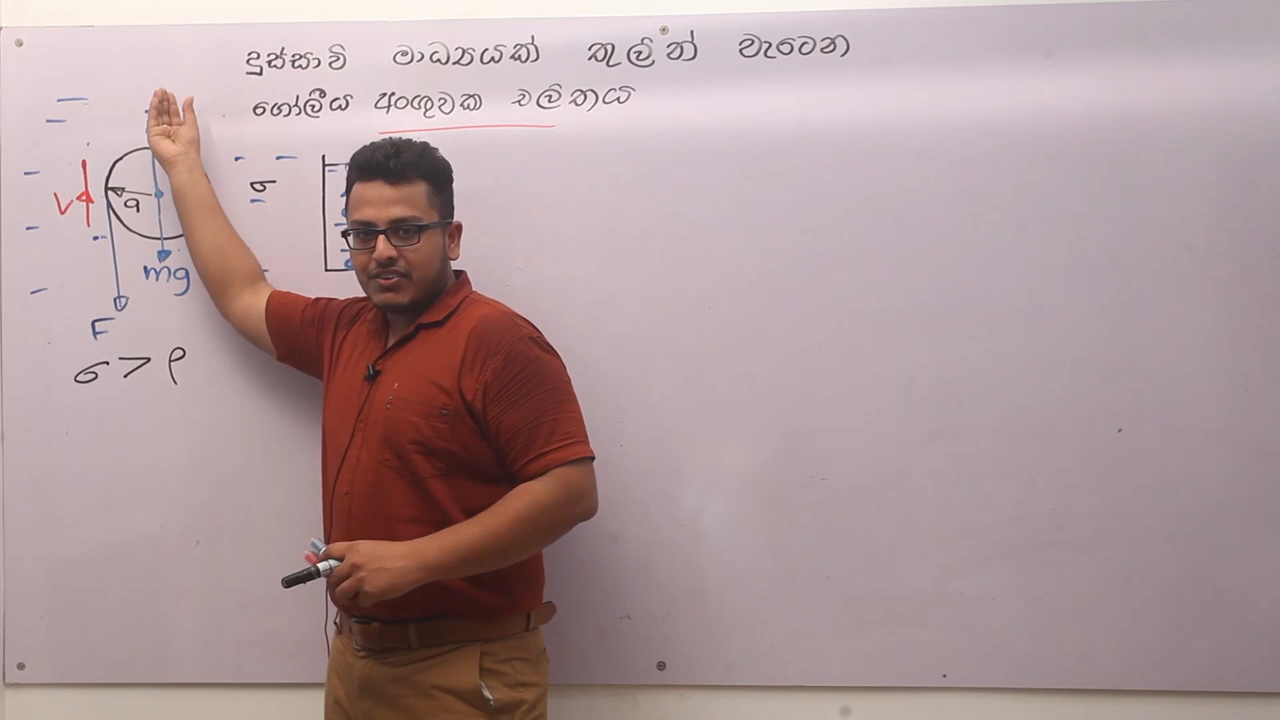 දුස්සාවී මාධ්‍යයක් තුලින් වැටෙන
ගෝලීය අංශුවක චලිතය
σ
V
a
mg
F
σ > ρ